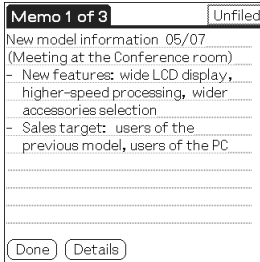 Memo 1 of 3
Unfiled
New model information 05/07
(Meeting at the Conference room)
- New features: wide LCD display,
higher-speed processing, wider
accessories selection
- Sales target: users of the
previous model, users of the PC
Done
Details